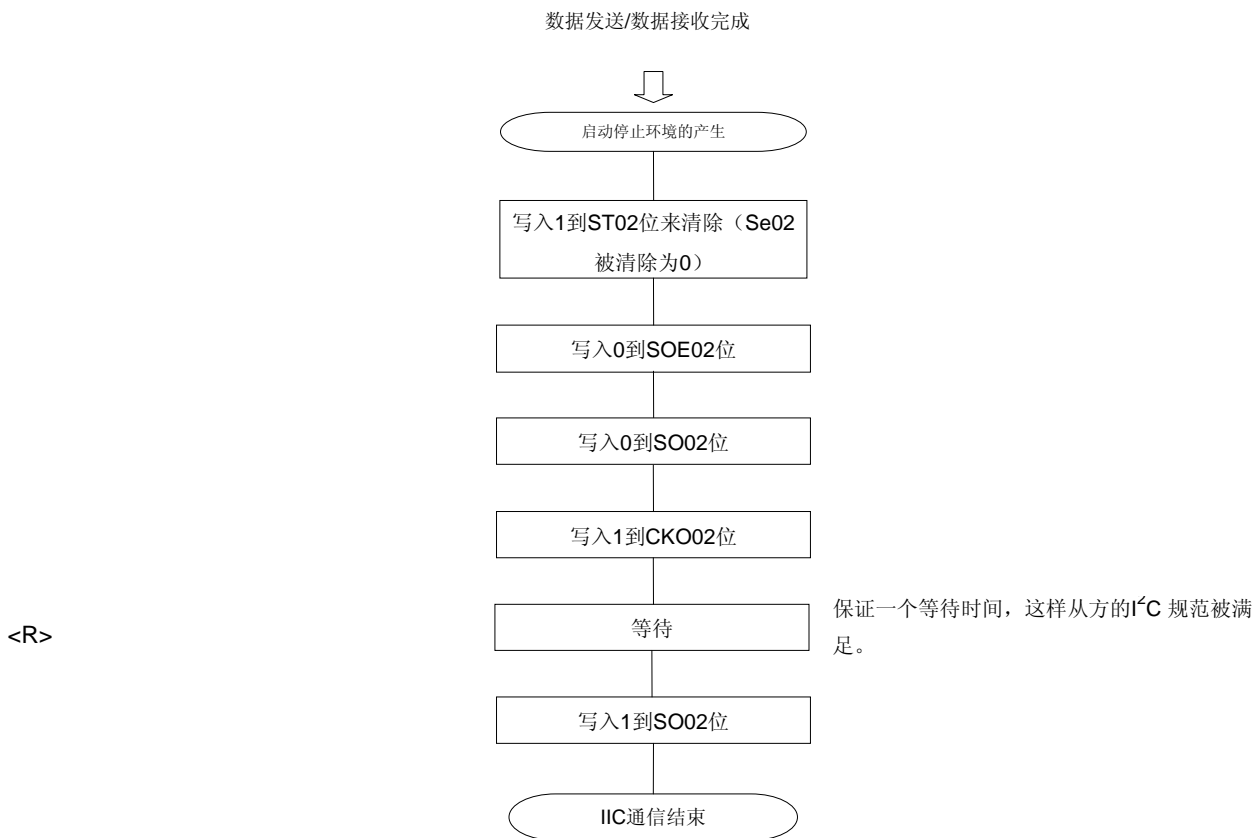 数据发送/数据接收完成
启动停止环境的产生
写入1到ST02位来清除（Se02
被清除为0）
写入0到SOE02位
写入0到SO02位
写入1到CKO02位
<R>
等待
保证一个等待时间，这样从方的I²C 规范被满
足。
写入1到SO02位
IIC通信结束